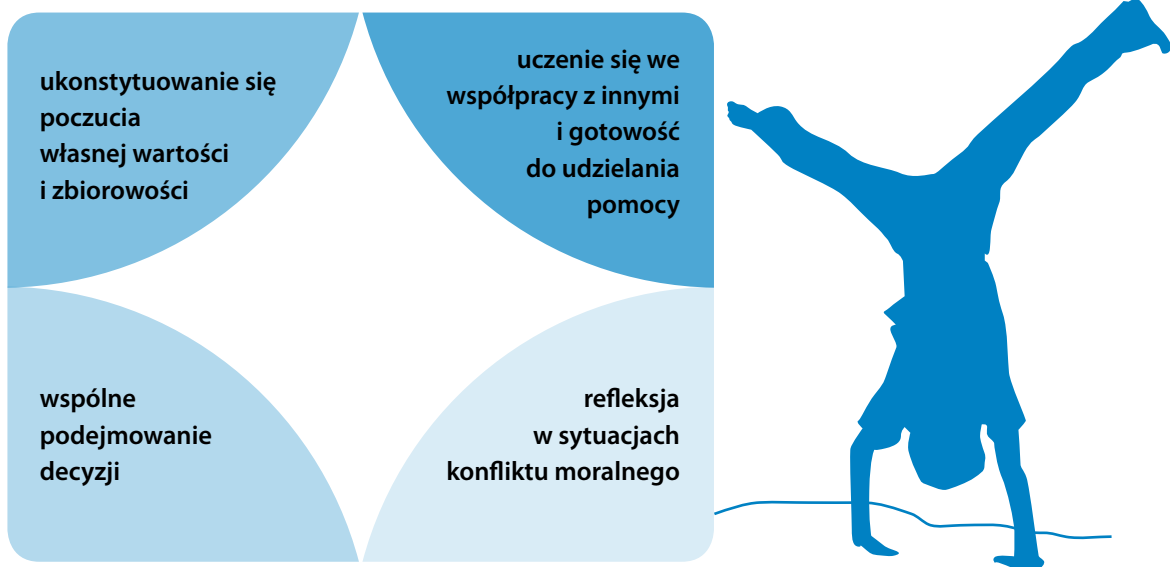 ukonstytuowanie się
poczucia
własnej wartości
i zbiorowości
uczenie się we
współpracy z innymi
i gotowość
do udzielania
pomocy
wspólne
podejmowanie
decyzji
refleksja
w sytuacjach
konfliktu moralnego